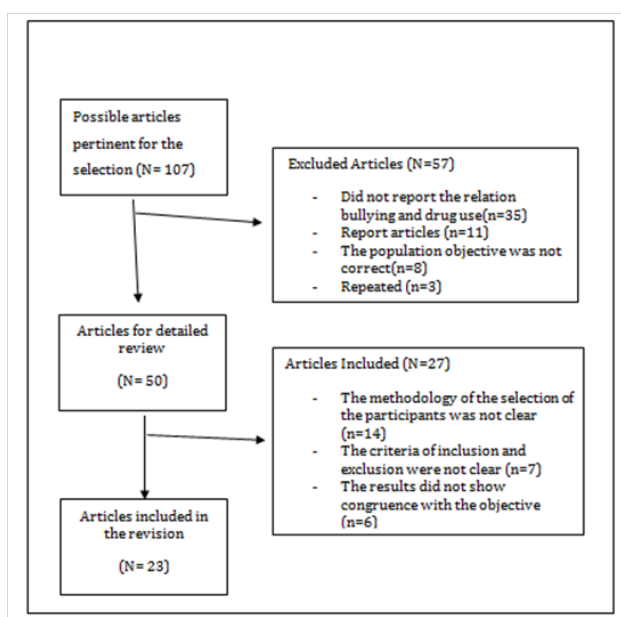 Possible articles
pertinent for the
selection (N= 107)
Excluded Articles (N=57)
- Did not report the relation
bullying and drug use(n=35)
- Report articles (n=11)
- The population objective was not
correct(n=8)
- Repeated (n=3)
Articles for detailed
review
(N= 50)
Articles Included (N=27)
- The methodology of the selection of
the participants was not clear
(n=14)
- The criteria of inclusion and
exclusion were not clear (n=7)
- The results did not show
congruence with the objective
(n=6)
Articles included in
the revision
(N= 23)